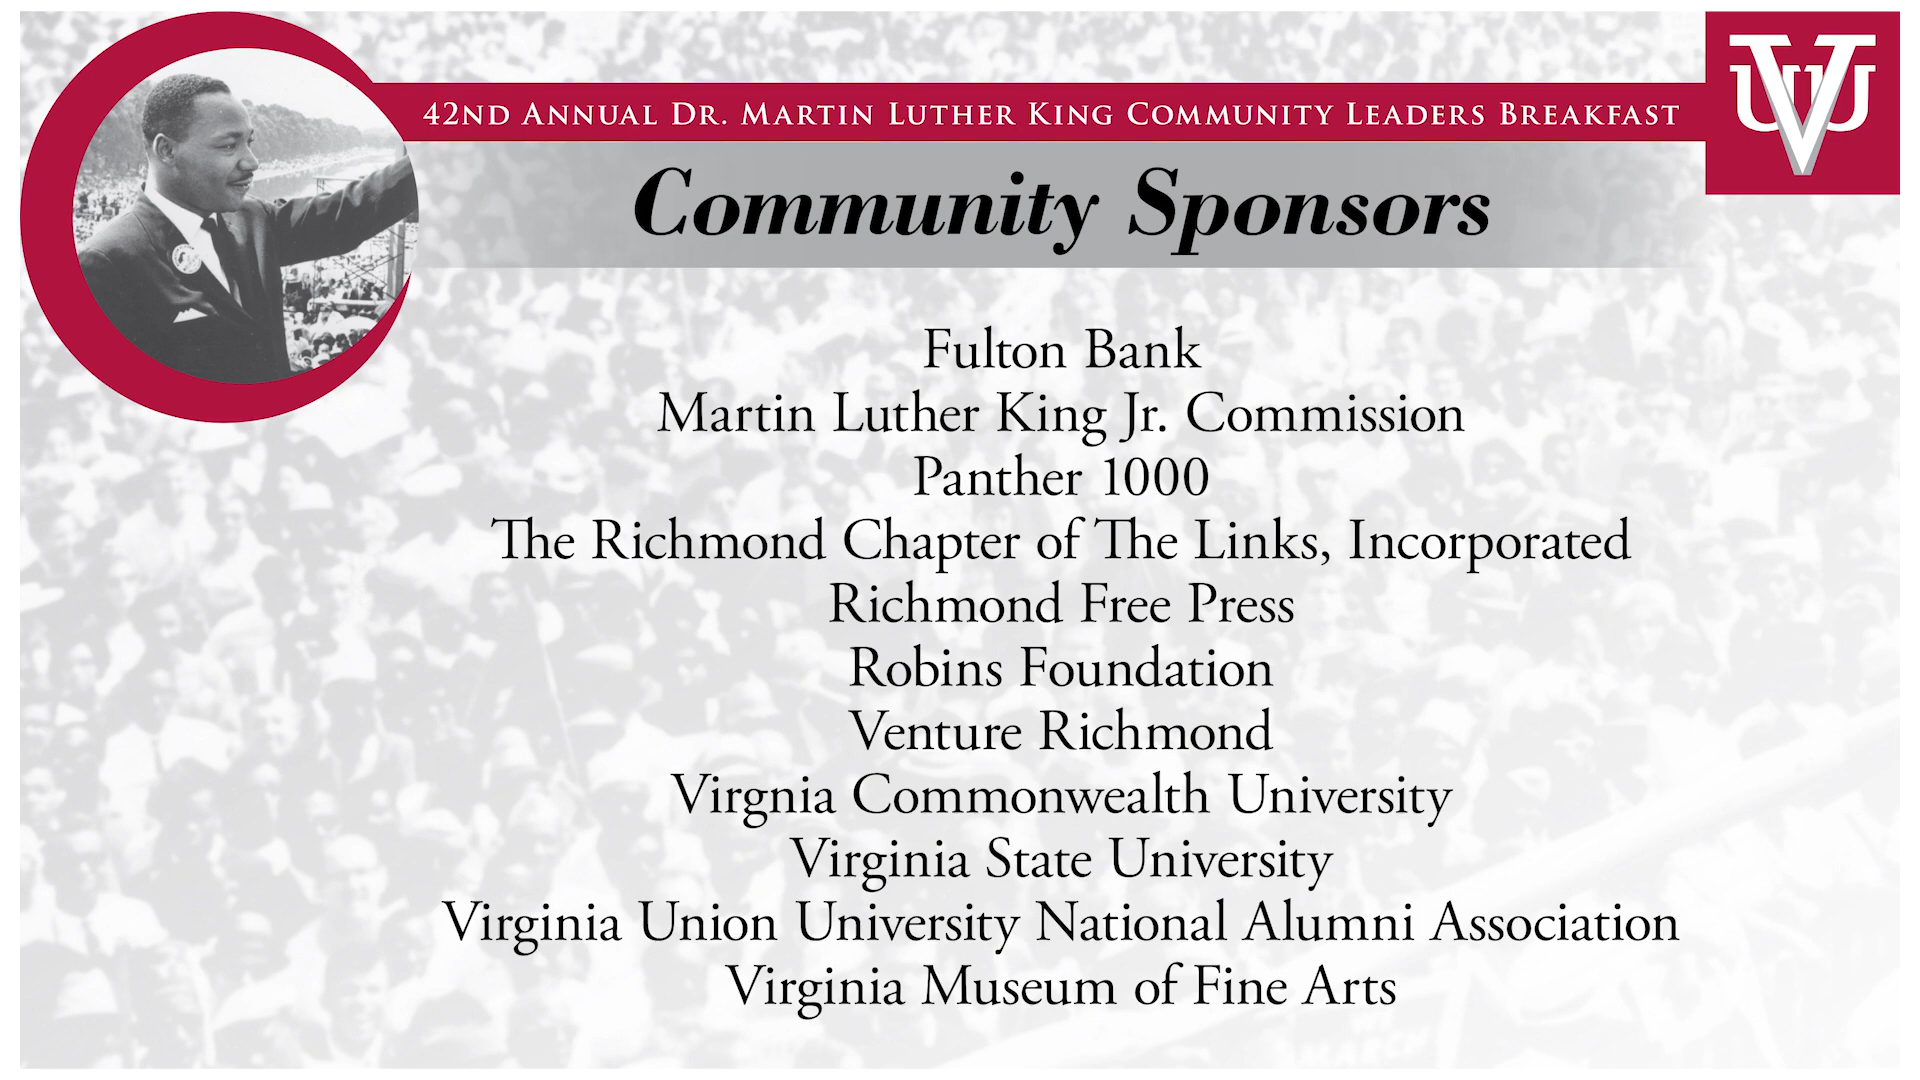 42nd Annual Dr. Martin Luther King Community Leaders Breakfast
VUU
Community Sponsors
Fulton Bank
Martin Luther King Jr. Commission
Panther 1000
The Richmond Chapter of The Links, Incorporated
Richmond Free Press
Robins Foundation
Venture Richmond
Virgnia Commonwealth University
Virginia State University
Virginia Union University National Alumni Association
Virginia Museum of Fine Arts
MARCH